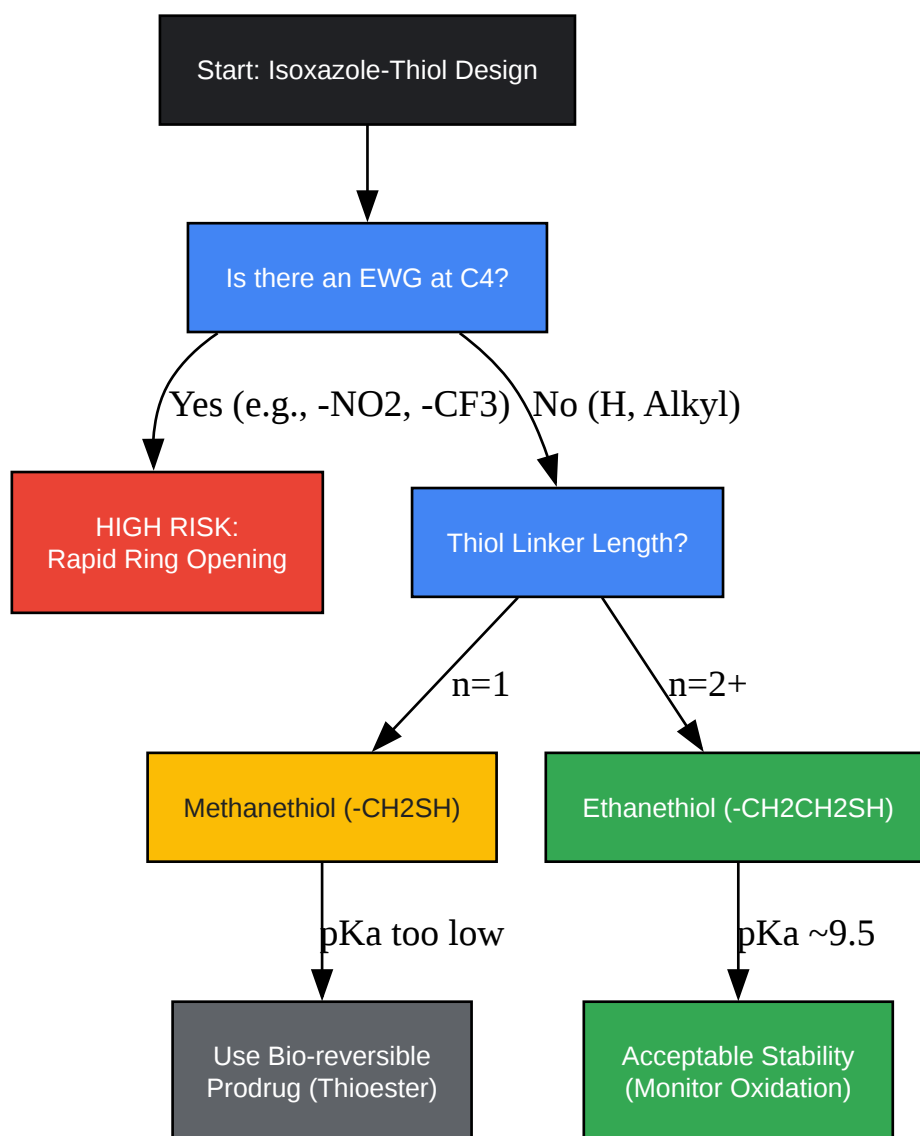 Start: Isoxazole-Thiol Design
Is there an EWG at C4?
Yes (e.g., -NO2, -CF3)
No (H, Alkyl)
HIGH RISK:
Rapid Ring Opening
Thiol Linker Length?
n=1
n=2+
Methanethiol (-CH2SH)
Ethanethiol (-CH2CH2SH)
pKa too low
pKa ~9.5
Use Bio-reversible
Prodrug (Thioester)
Acceptable Stability
(Monitor Oxidation)